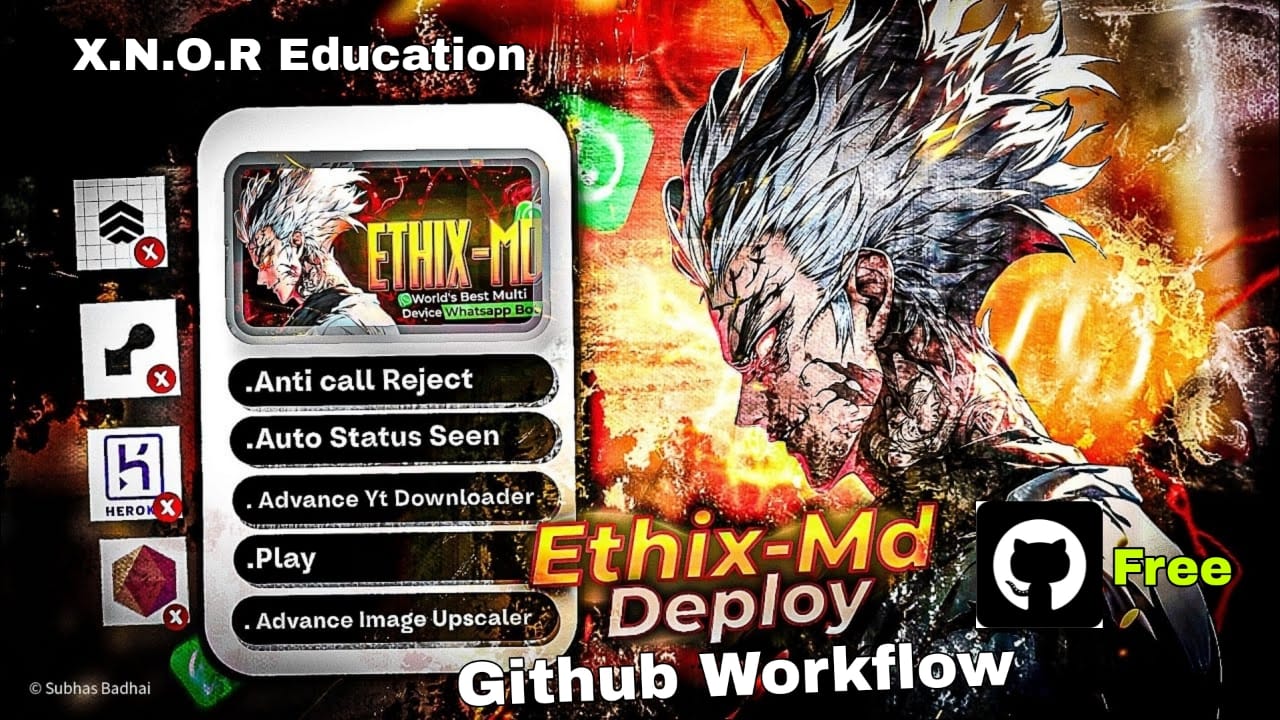 X.N.O.R Education
ETHIX-MD
World's Best Multi
Device Whatsapp Bo
.Anti call Reject
.Auto Status Seen
. Advance Yt Downloader
.Play
. Advance Image Upscaler
HEROK
Ethix-Md
Deploy
Free
Github Workflow
© Subhas Badhai